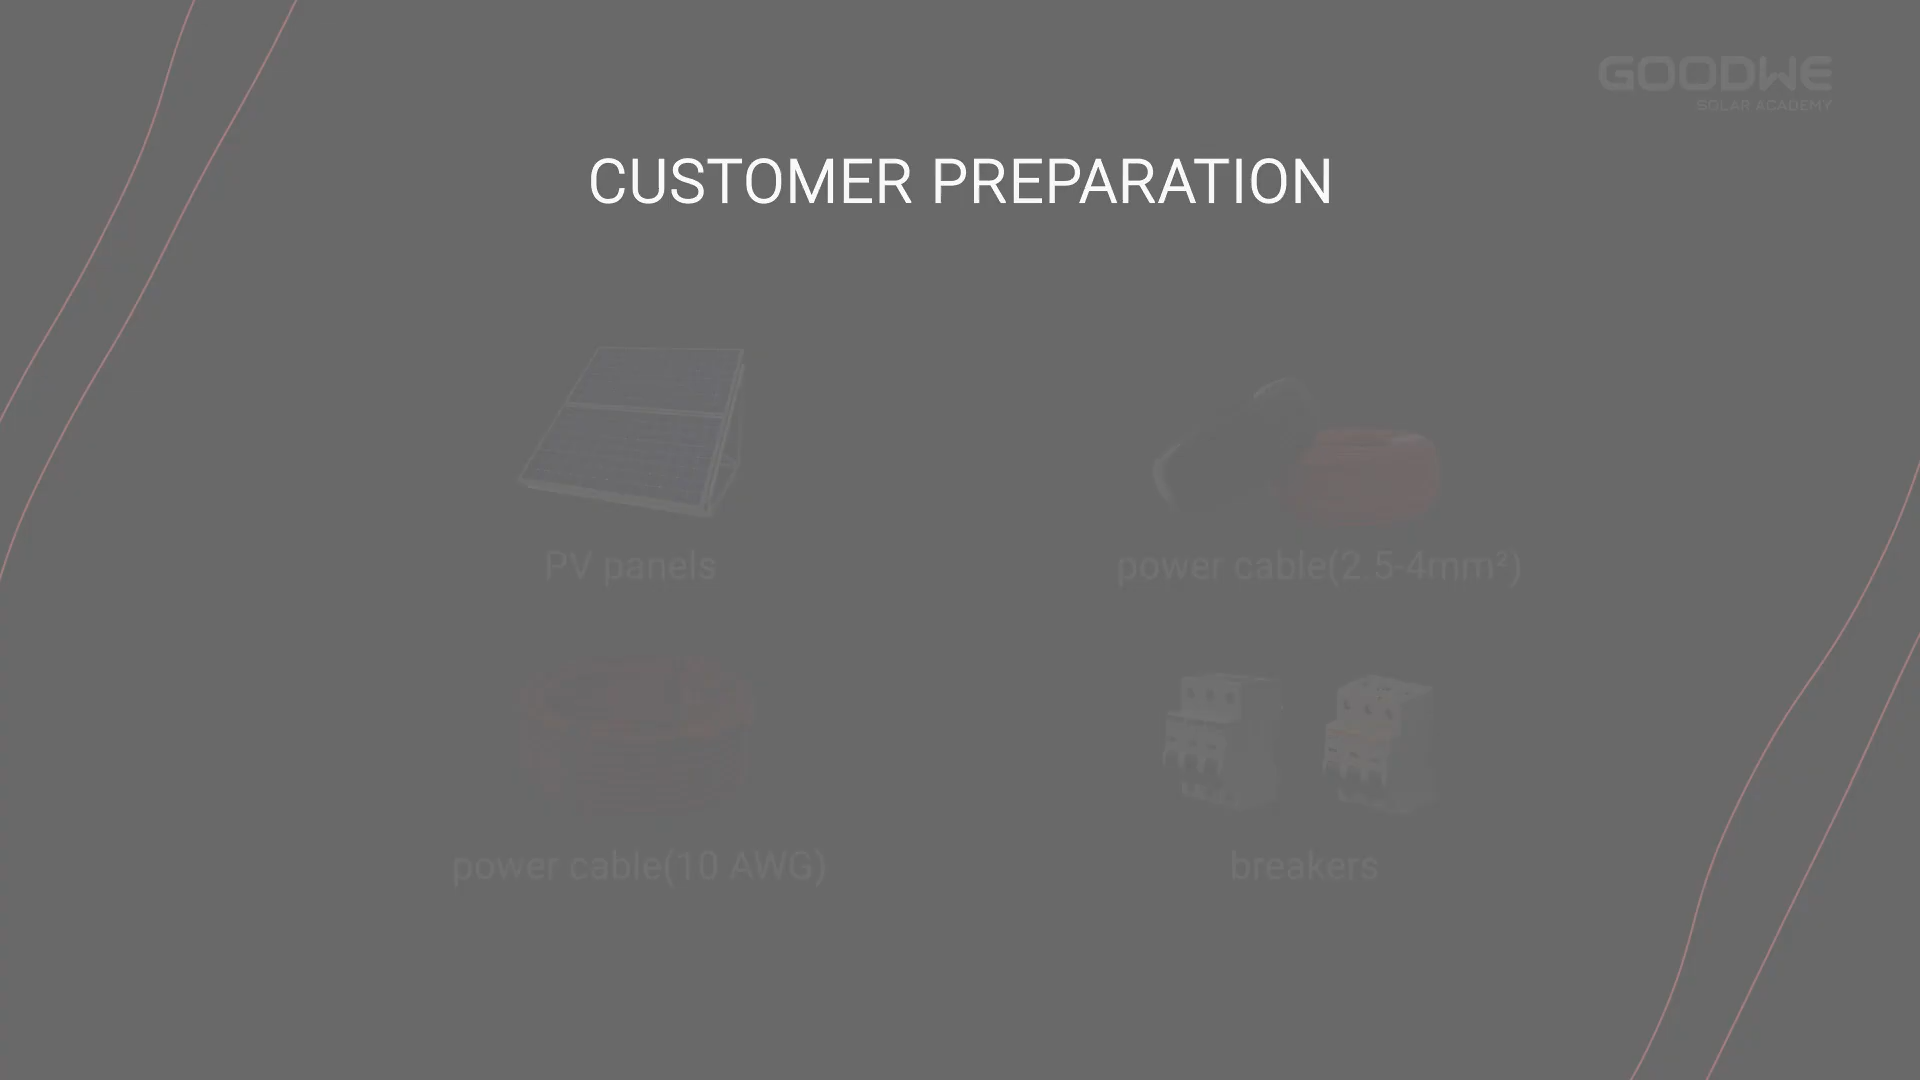 GOODWE
SOLAR ACADEMY
CUSTOMER PREPARATION
PV panels
power cable(2.5-4mm²)
power cable(10 AWG)
breakers